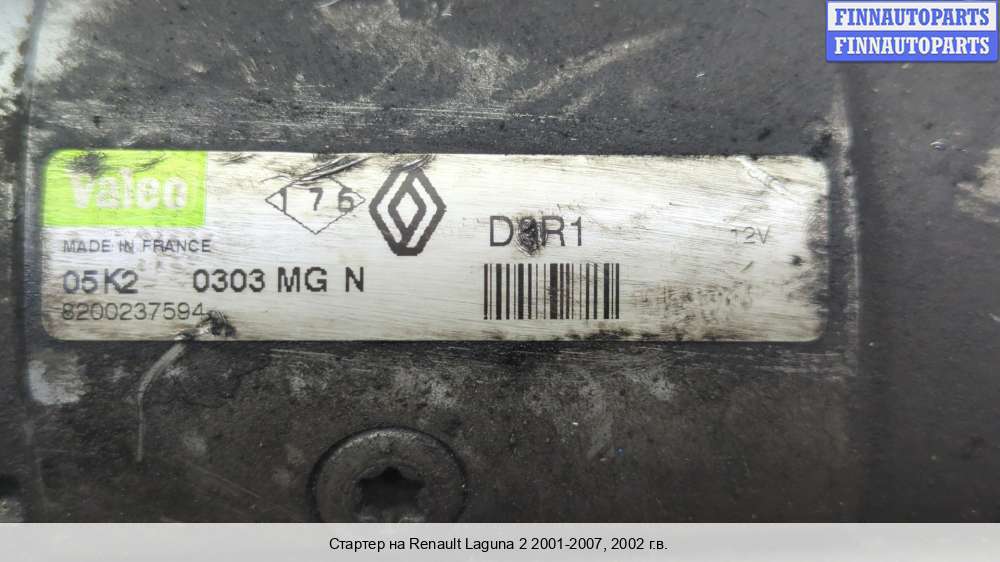 FINNAUTOPARTS
FINNAUTOPARTS
valeo
176
MADE IN FRANCE
05K2 0303 MG N
8200237594
12V
Стартер на Renault Laguna 2 2001-2007, 2002 г.в.